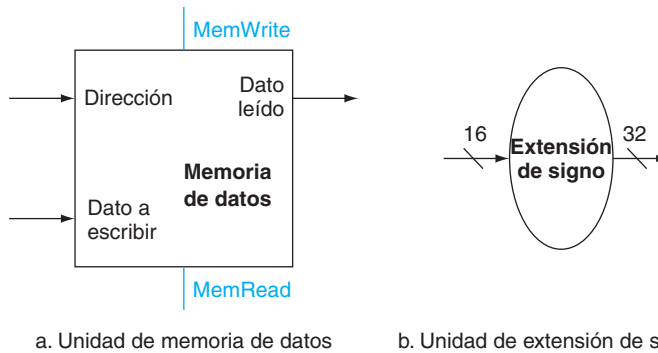 MemWrite
Dirección
Dato
leído
Memoria
de datos
Dato a
escribir
MemRead
a. Unidad de memoria de datos
16
Extensión
de signo
32
b. Unidad de extensión de s